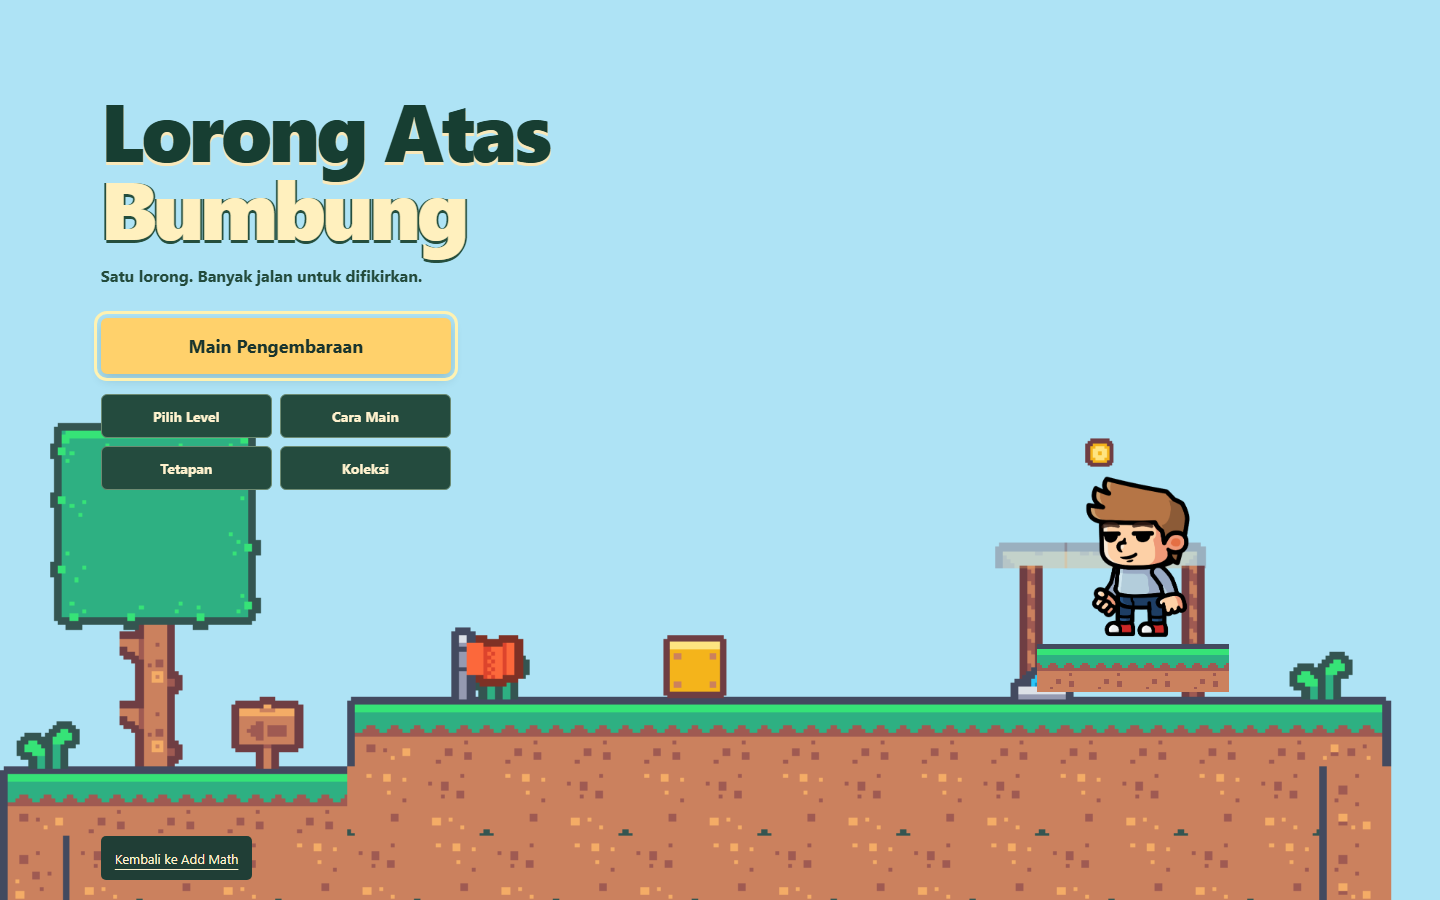 Lorong Atas
Bumbung
Satu lorong. Banyak jalan untuk difikirkan.
Main Pengembaraan
Pilih Level
Cara Main
Tetapan
Koleksi
Kembali ke Add Math